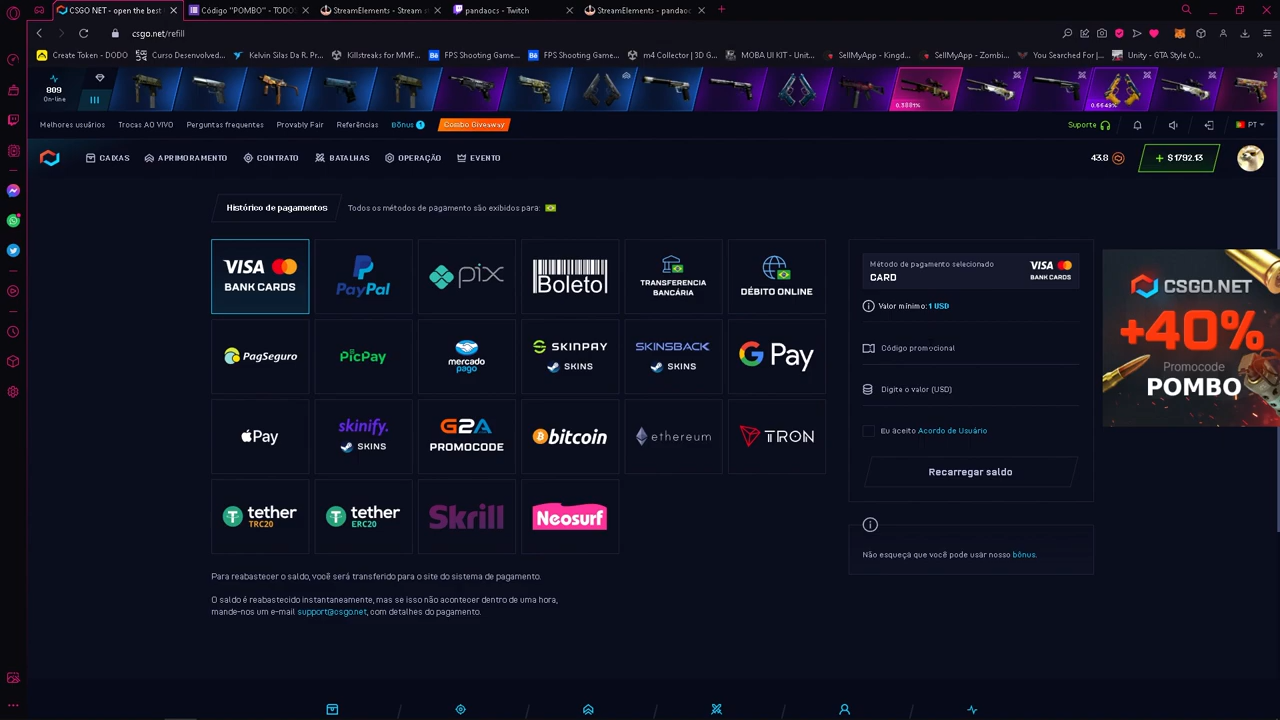 CSGO.NET - open the best
Código "POMBO" - TODOS
StreamElements - Stream s
pandaocs - Twitch
StreamElements - pandaoc
csgo.net/refill
Create Token - DODO
Curso Desenvolved...
Kelvin Silas Da R. Pr...
Killstreaks for MMF...
FPS Shooting Game...
FPS Shooting Game...
m4 Collector | 3D G...
MOBA UI KIT - Unit...
SellMyApp - Kingd...
SellMyApp - Zombi...
You Searched For |...
Unity - GTA Style O...
809
On-line
0.3881%
0.6649%
Melhores usuários
Trocas AO VIVO
Perguntas frequentes
Provably Fair
Referências
Bônus
Combo Giveaway
Suporte
PT
CAIXAS
APRIMORAMENTO
CONTRATO
BATALHAS
OPERAÇÃO
EVENTO
43.8
+ $ 1792.13
Histórico de pagamentos
Todos os métodos de pagamento são exibidos para:
VISA
BANK CARDS
PayPal
pix
Boleto
TRANSFERENCIA
BANCÁRIA
DÉBITO ONLINE
PagSeguro
PicPay
mercado
pago
SKINPAY
SKINS
SKINSBACK
SKINS
G Pay
Pay
skinify.
SKINS
G2A
PROMOCODE
bitcoin
ethereum
TRON
tether
TRC20
tether
ERC20
Skrill
Neosurf
Método de pagamento selecionado
CARD
VISA
BANK CARDS
Valor mínimo: 1 USD
Código promocional
Digite o valor (USD)
Eu aceito Acordo de Usuário
Recarregar saldo
Não esqueça que você pode usar nosso bônus.
CSGO.NET
+40%
Promocode
POMBO
Para reabastecer o saldo, você será transferido para o site do sistema de pagamento.
O saldo é reabastecido instantaneamente, mas se isso não acontecer dentro de uma hora,
mande-nos um e-mail support@csgo.net, com detalhes do pagamento.